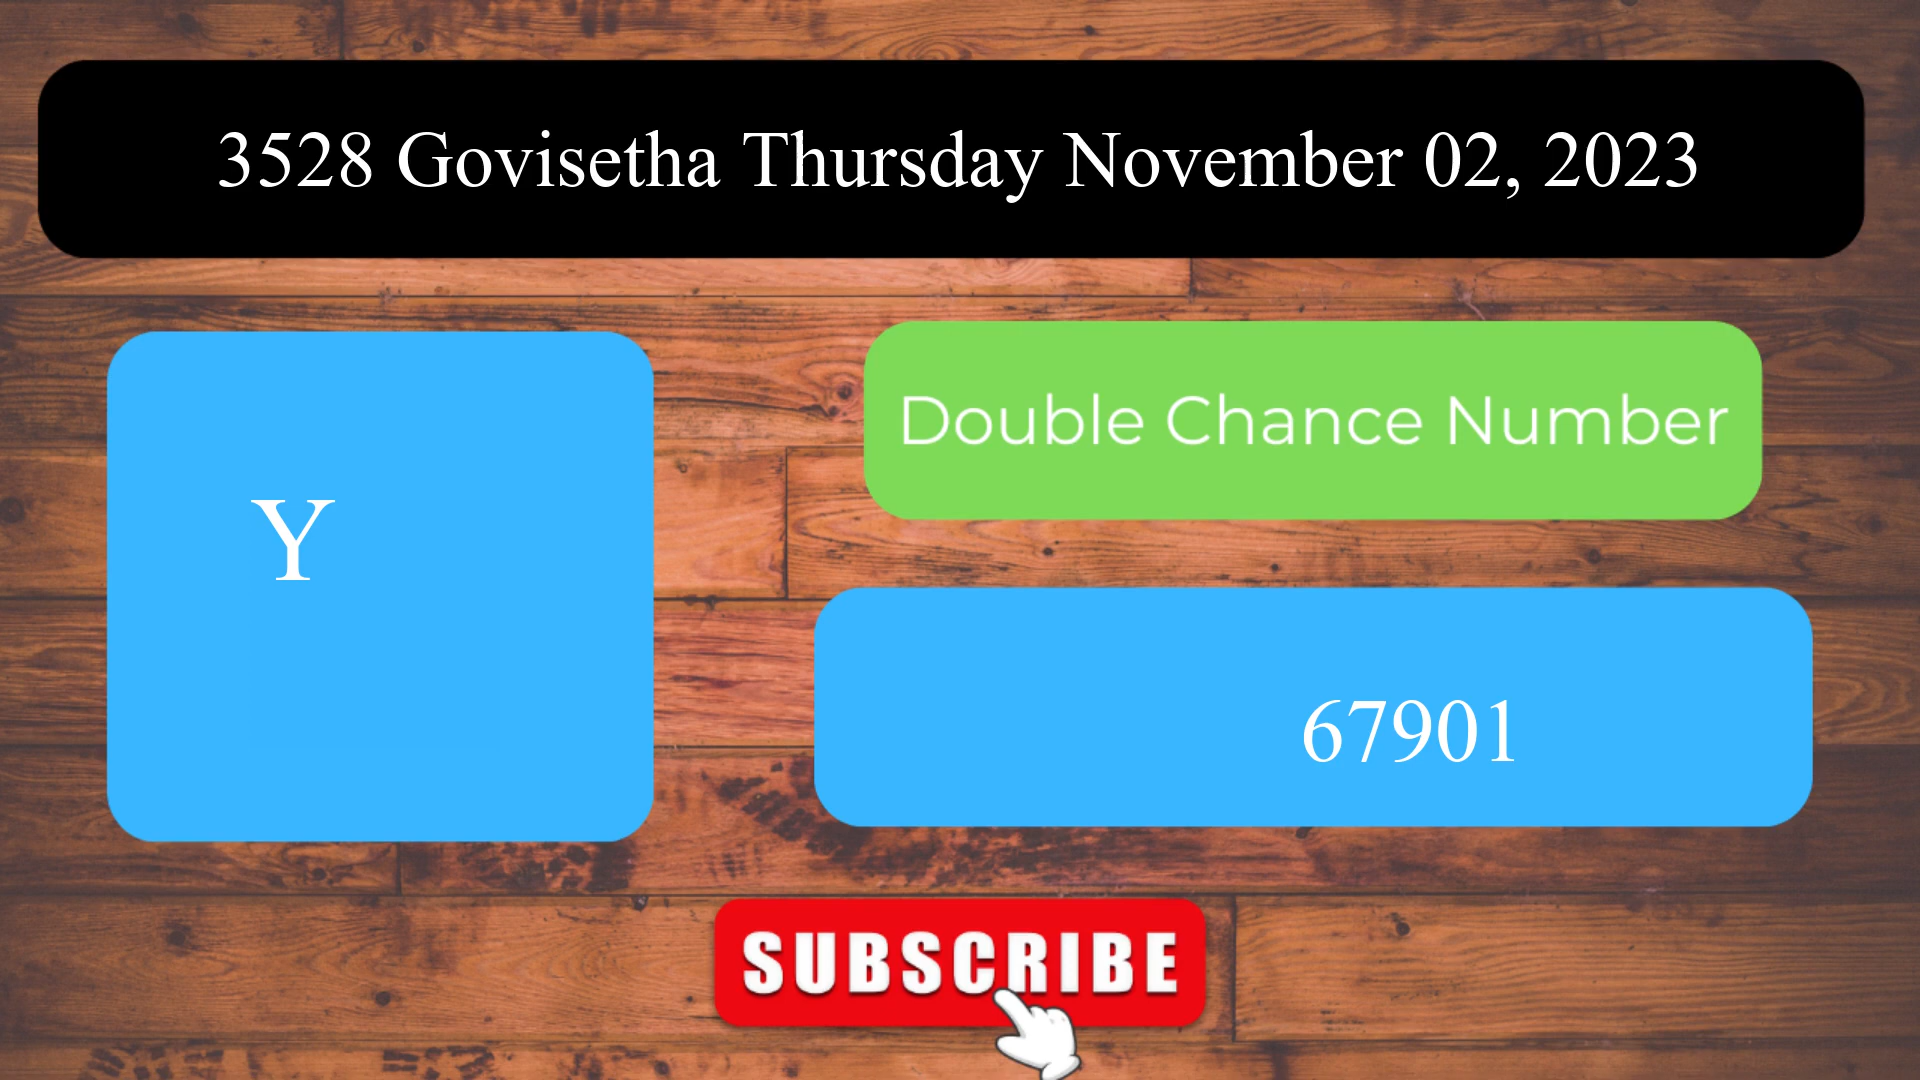 3528 Govisetha Thursday November 02, 2023
Y
Double Chance Number
67901
SUBSCRIBE